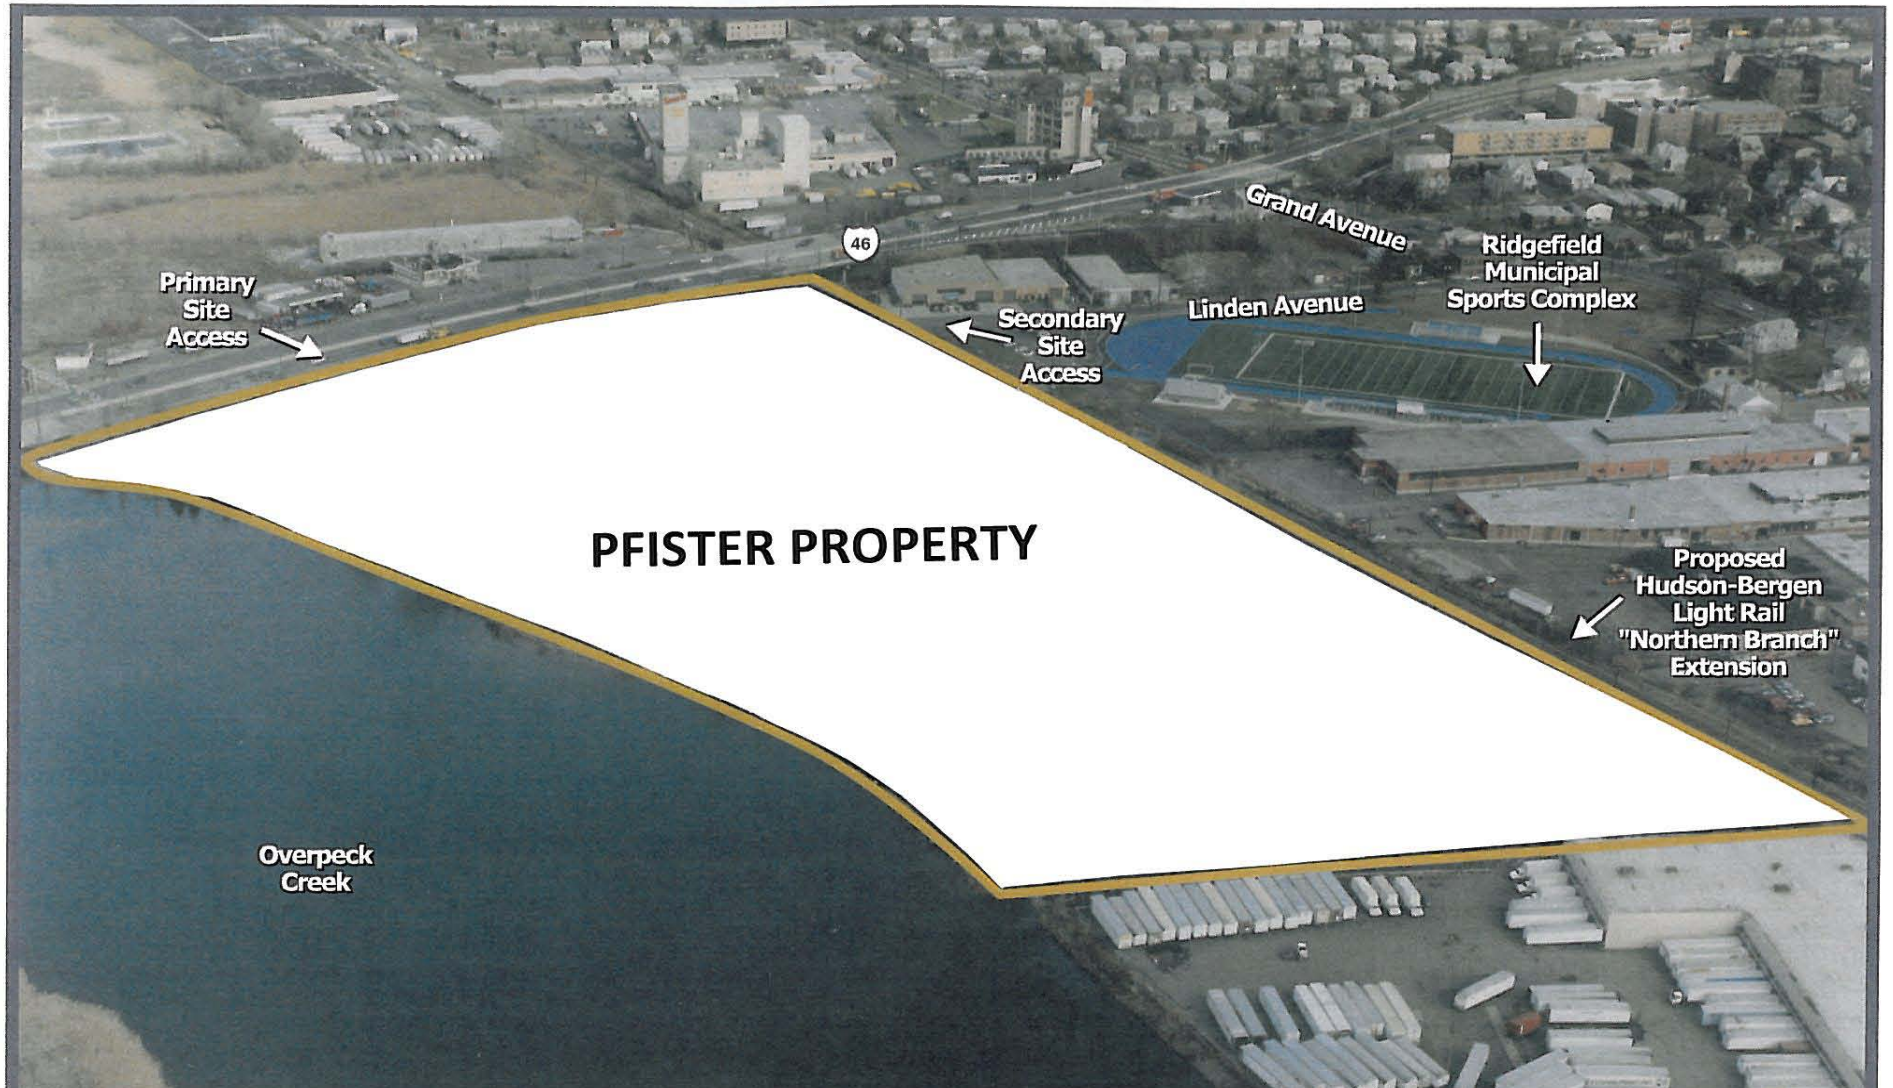 46
Grand Avenue
Ridgefield
Municipal
Sports Complex
Primary
Site
Access
Linden Avenue
Secondary
Site
Access
PFISTER PROPERTY
Proposed
Hudson-Bergen
Light Rail
"Northern Branch"
Extension
Overpeck
Creek